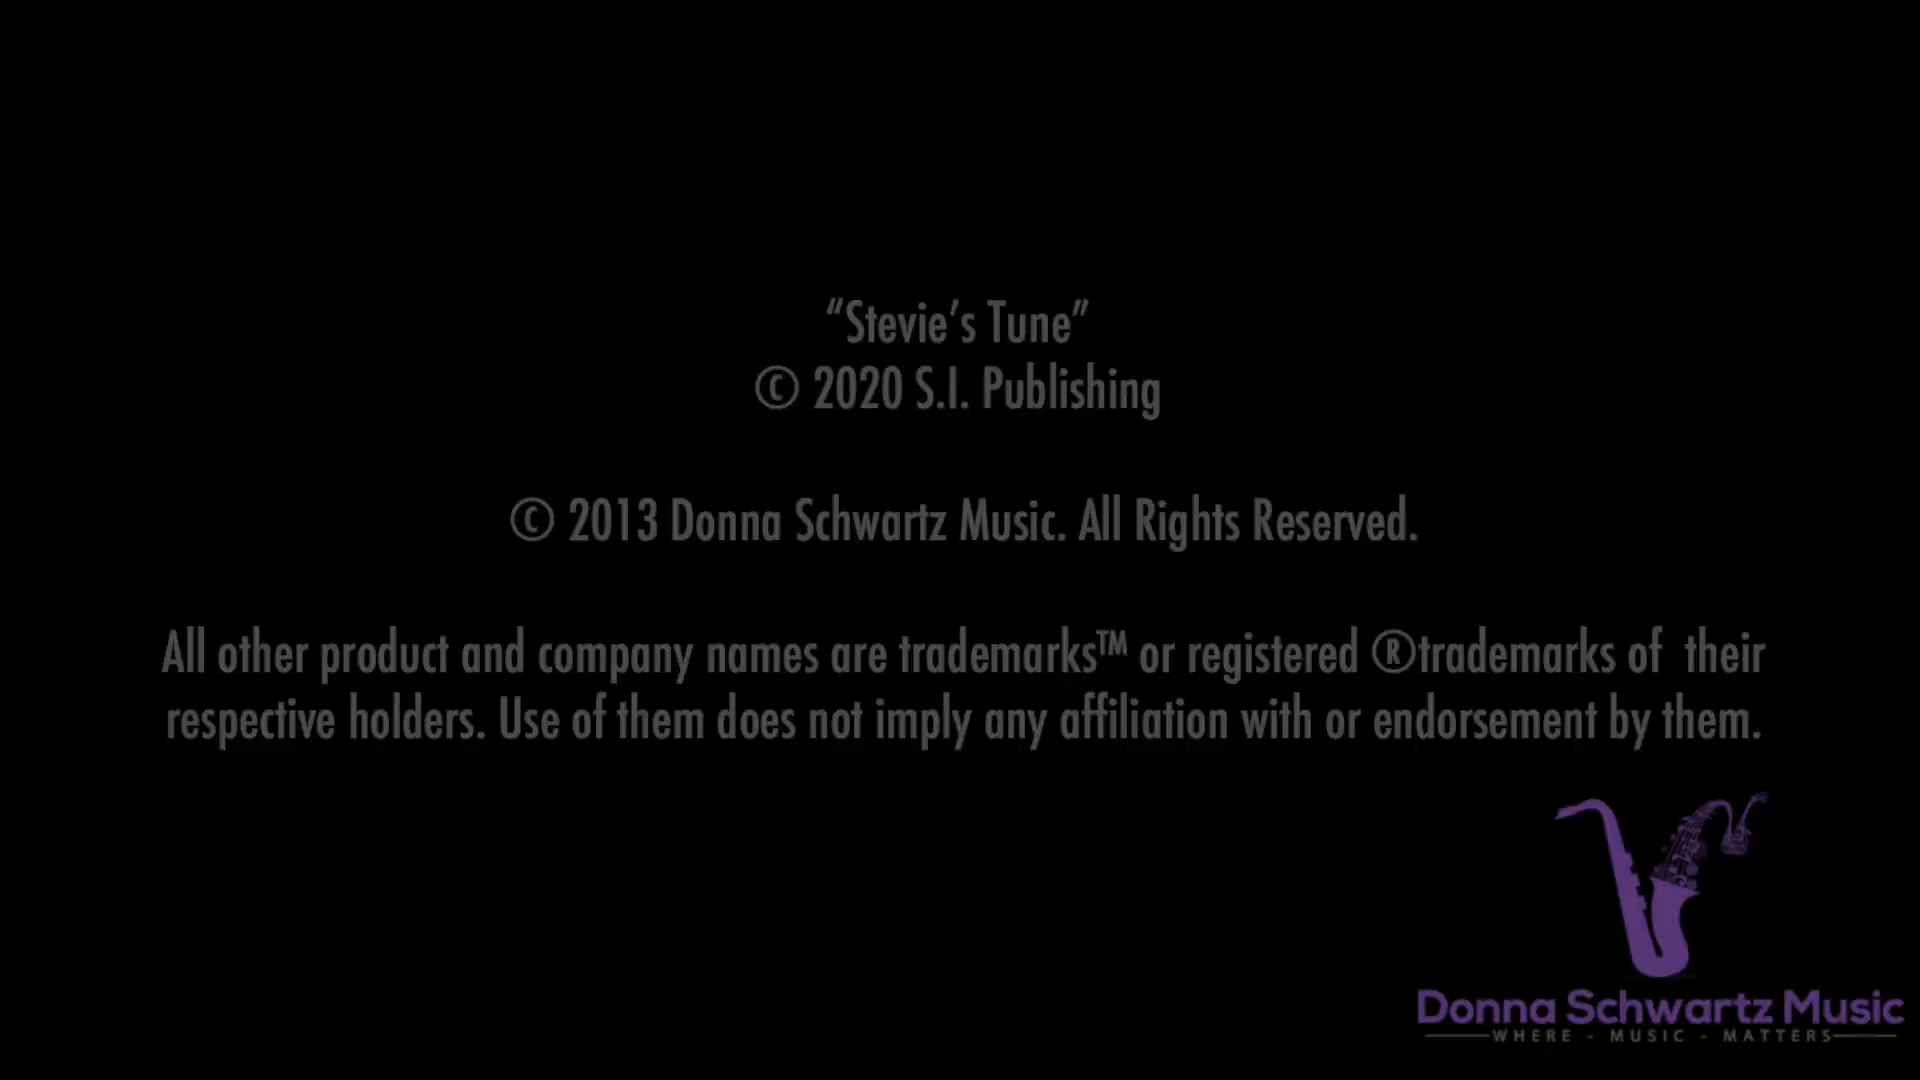 “Stevie’s Tune”
© 2020 S.I. Publishing
© 2013 Donna Schwartz Music. All Rights Reserved.
All other product and company names are trademarks™ or registered ®trademarks of  their
respective holders. Use of them does not imply any affiliation with or endorsement by them.
Donna Schwartz Music
WHERE - MUSIC - MATTERS